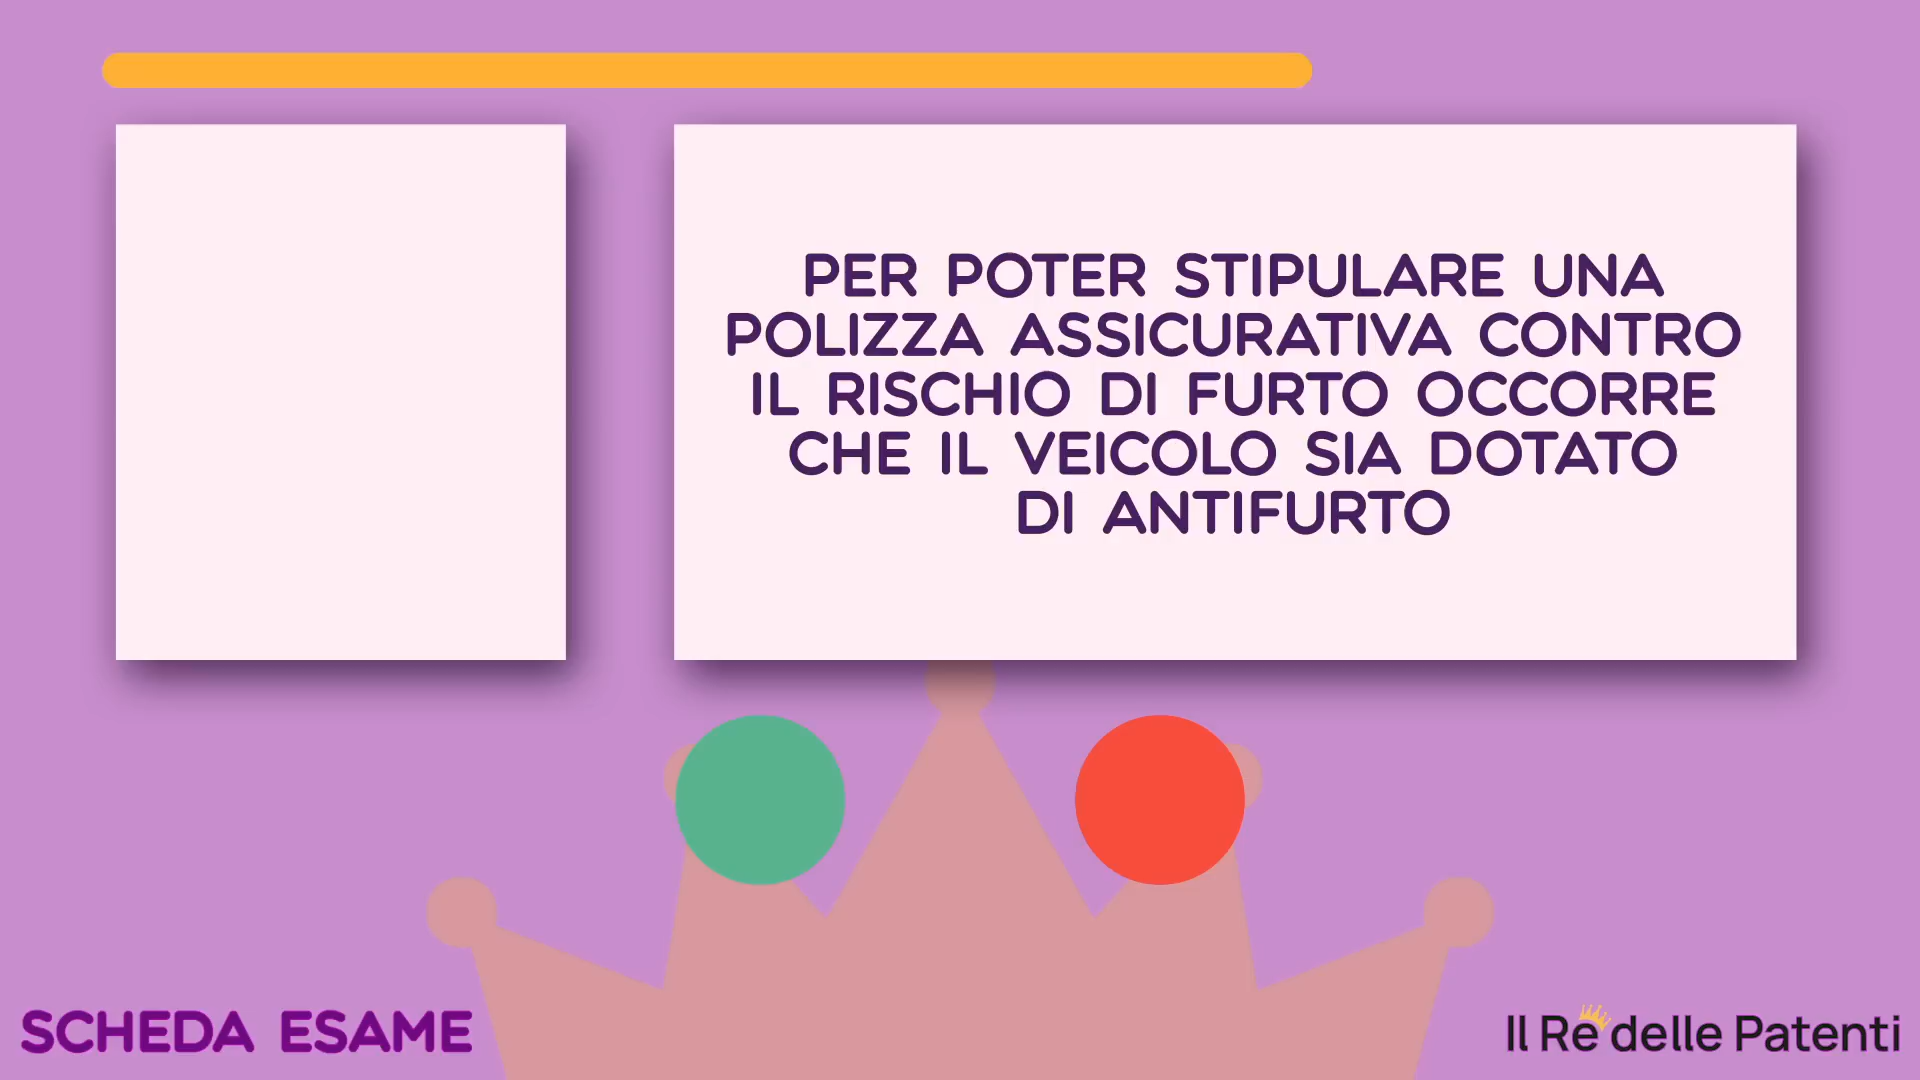 PER POTER STIPULARE UNA
POLIZZA ASSICURATIVA CONTRO
IL RISCHIO DI FURTO OCCORRE
CHE IL VEICOLO SIA DOTATO
DI ANTIFURTO
SCHEDA ESAME
Il Re delle Patenti